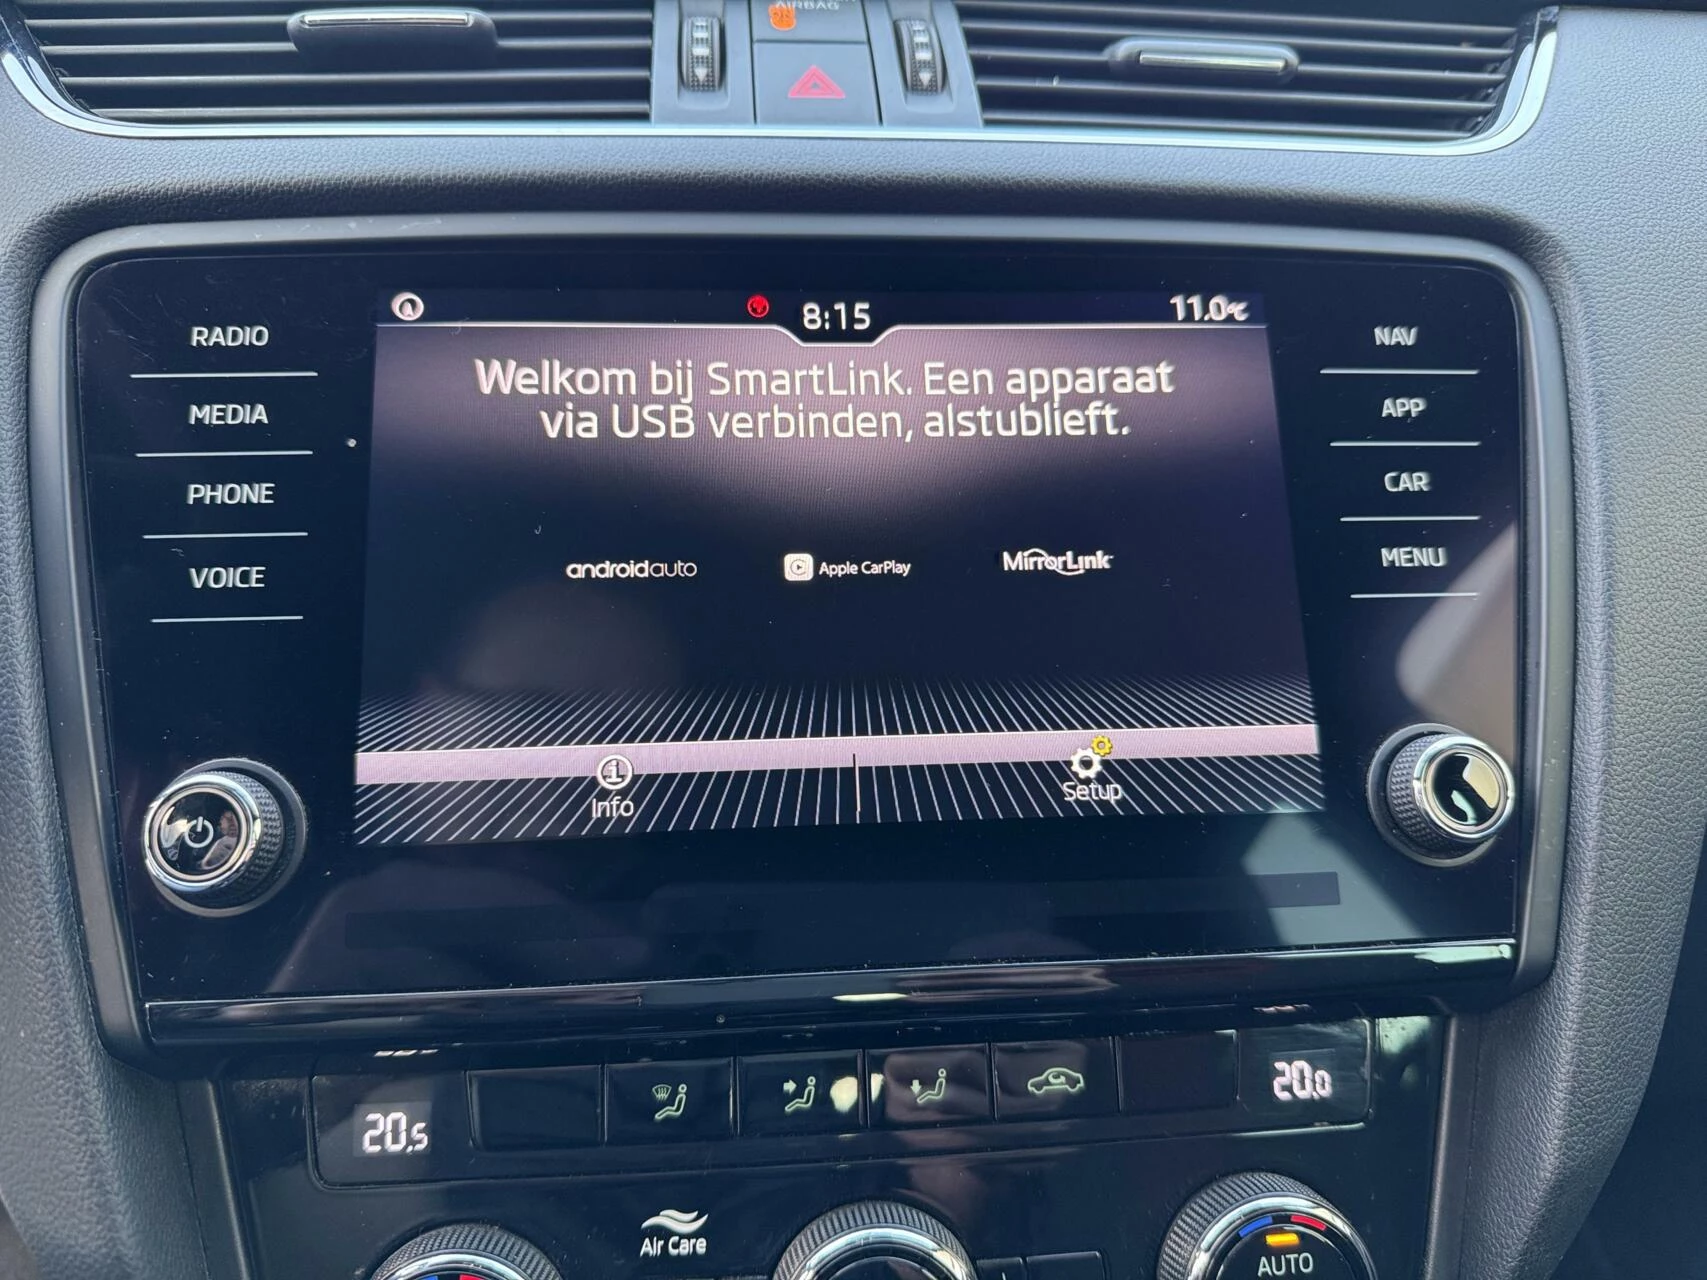 AIRBAG
RADIO
MEDIA
PHONE
VOICE
8:15
11.0°C
Welkom bij SmartLink. Een apparaat
via USB verbinden, alstublieft.
androidauto
Apple CarPlay
MirrorLink
Info
Setup
NAV
APP
CAR
MENU
20.5
20.0
Air Care
AUTO